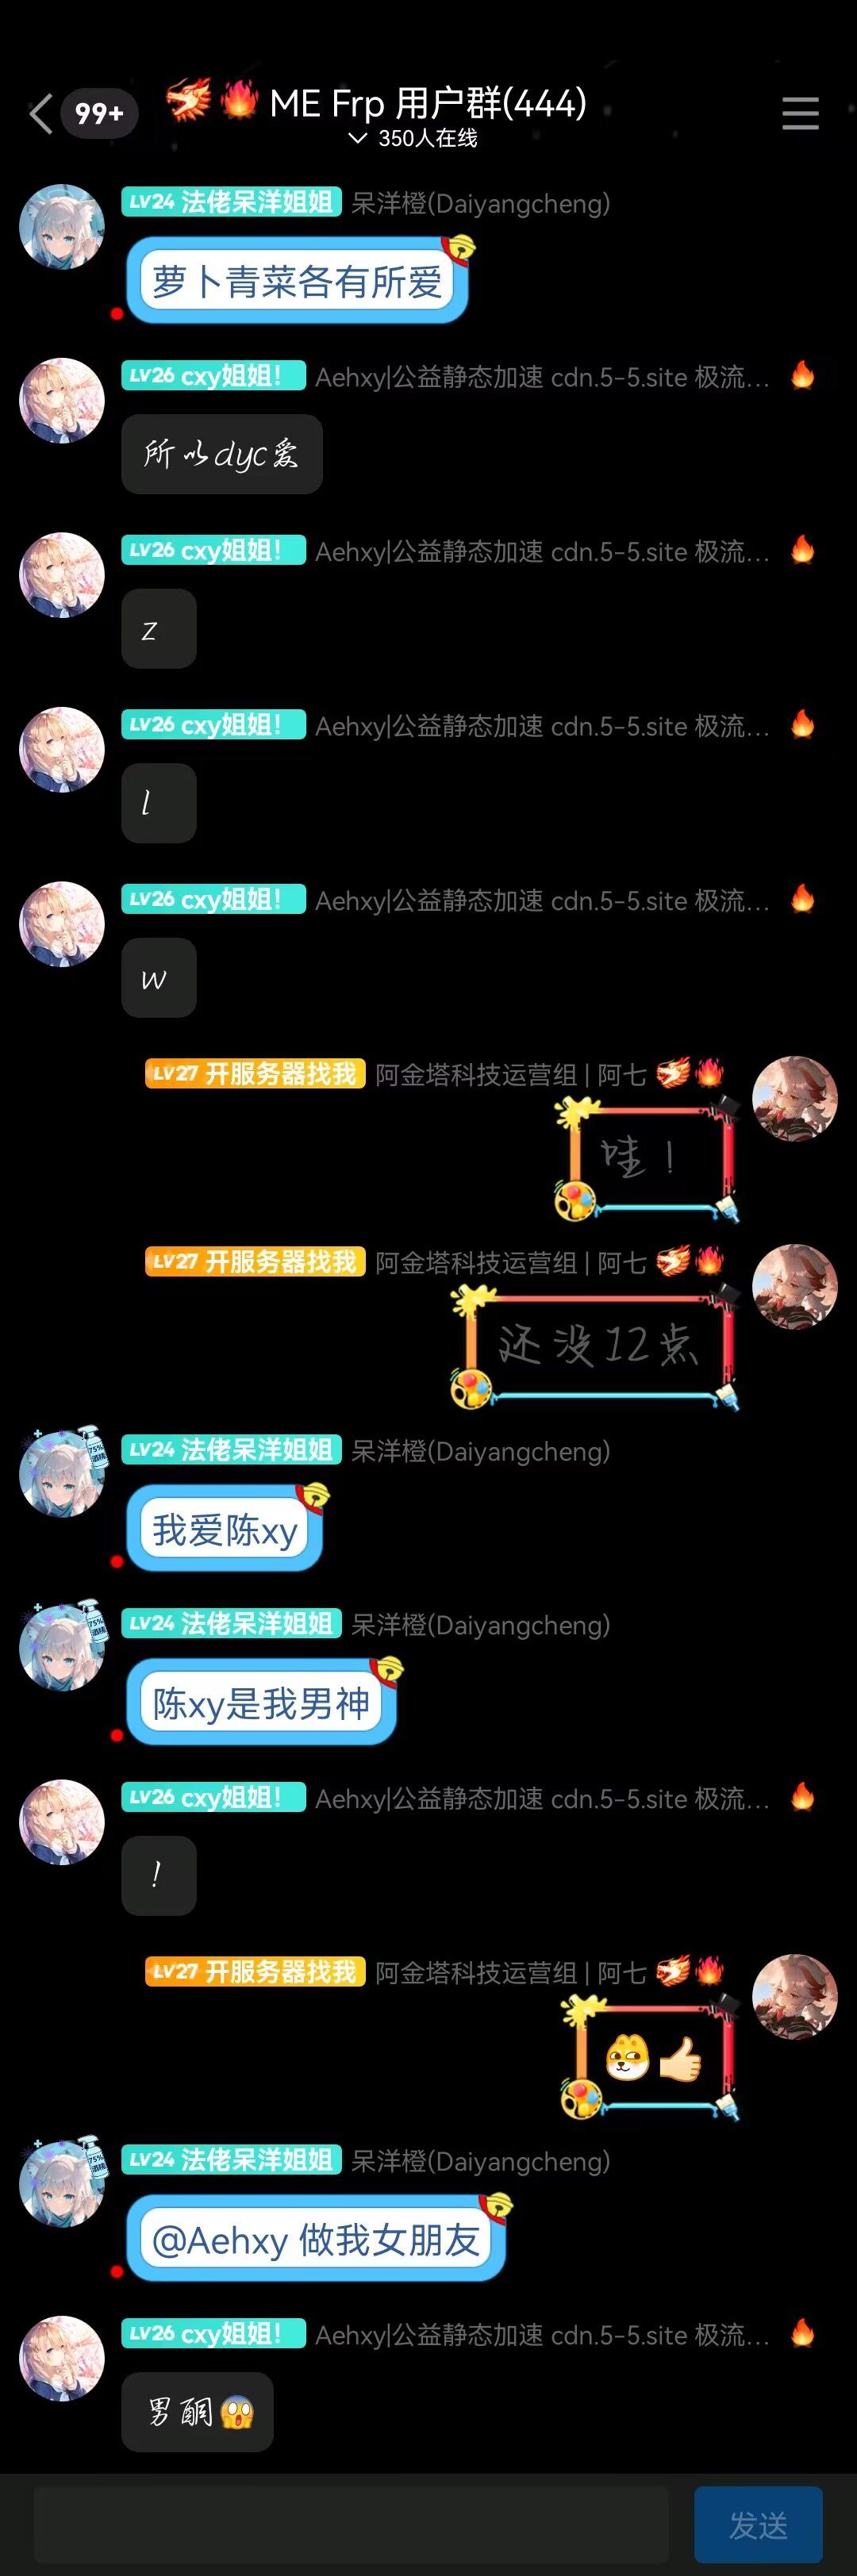 99+
ME Frp 用户群(444)
350人在线
LV24 法佬呆洋姐姐 呆洋橙(Daiyangcheng)
萝卜青菜各有所爱
LV26 cxy姐姐！ Aehxy|公益静态加速 cdn.5-5.site 极流...
所以dyc爱
LV26 cxy姐姐！ Aehxy|公益静态加速 cdn.5-5.site 极流...
z
LV26 cxy姐姐！ Aehxy|公益静态加速 cdn.5-5.site 极流...
l
LV26 cxy姐姐！ Aehxy|公益静态加速 cdn.5-5.site 极流...
w
LV27 开服务器找我 阿金塔科技运营组 | 阿七
哇！
LV27 开服务器找我 阿金塔科技运营组 | 阿七
还没12点
75%
酒精
LV24 法佬呆洋姐姐 呆洋橙(Daiyangcheng)
我爱陈xy
75%
酒精
LV24 法佬呆洋姐姐 呆洋橙(Daiyangcheng)
陈xy是我男神
LV26 cxy姐姐！ Aehxy|公益静态加速 cdn.5-5.site 极流...
！
LV27 开服务器找我 阿金塔科技运营组 | 阿七
75%
酒精
LV24 法佬呆洋姐姐 呆洋橙(Daiyangcheng)
@Aehxy 做我女朋友
LV26 cxy姐姐！ Aehxy|公益静态加速 cdn.5-5.site 极流...
男酮
发送